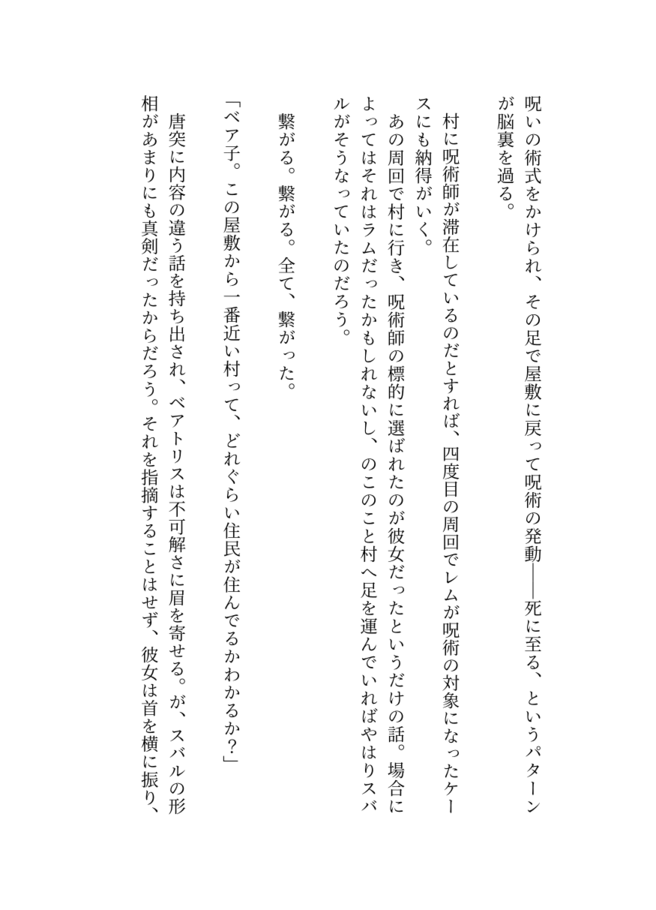 呪いの術式をかけられ、その足で屋敷に戻って呪術の発動――死に至る、というパターン
が脳裏を過る。
村に呪術師が滞在しているのだとすれば、四度目の周回でレムが呪術の対象になったケー
スにも納得がいく。
あの周回で村に行き、呪術師の標的に選ばれたのが彼女だったというだけの話。場合に
よってはそれはラムだったかもしれないし、のこのこと村へ足を運んでいればやはりスバ
ルがそうなっていたのだろう。
繋がる。繋がる。全て、繋がった。
「ベア子。この屋敷から一番近い村って、どれぐらい住民が住んでるかわかるか？」
唐突に内容の違う話を持ち出され、ベアトリスは不可解さに眉を寄せる。が、スバルの形
相があまりにも真剣だったからだろう。それを指摘することはせず、彼女は首を横に振り、